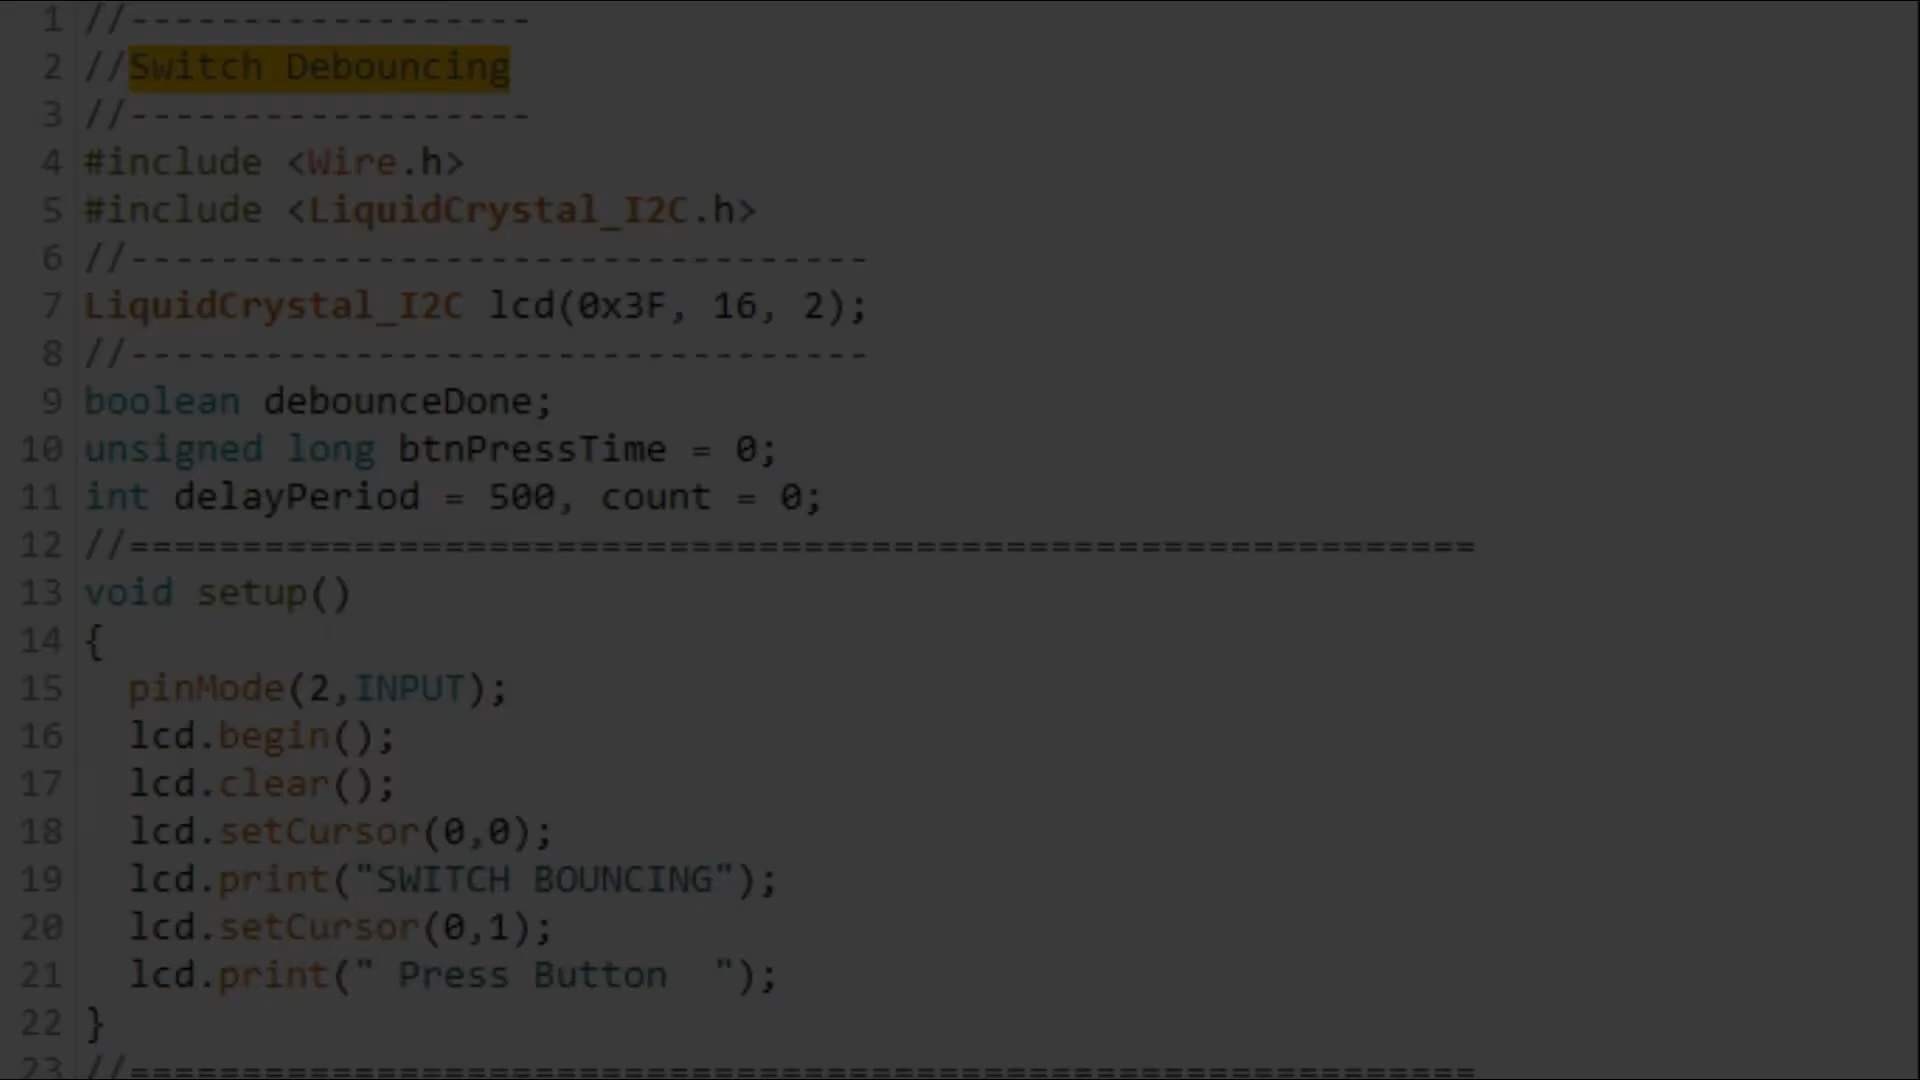 1 //------------------
2 //Switch Debouncing
3 //------------------
4 #include <Wire.h>
5 #include <LiquidCrystal_I2C.h>
6 //---------------------------------
7 LiquidCrystal_I2C lcd(0x3F, 16, 2);
8 //---------------------------------
9 boolean debounceDone;
10 unsigned long btnPressTime = 0;
11 int delayPeriod = 500, count = 0;
12 //============================================================
13 void setup()
14 {
15   pinMode(2,INPUT);
16   lcd.begin();
17   lcd.clear();
18   lcd.setCursor(0,0);
19   lcd.print("SWITCH BOUNCING");
20   lcd.setCursor(0,1);
21   lcd.print(" Press Button  ");
22 }
23 //============================================================